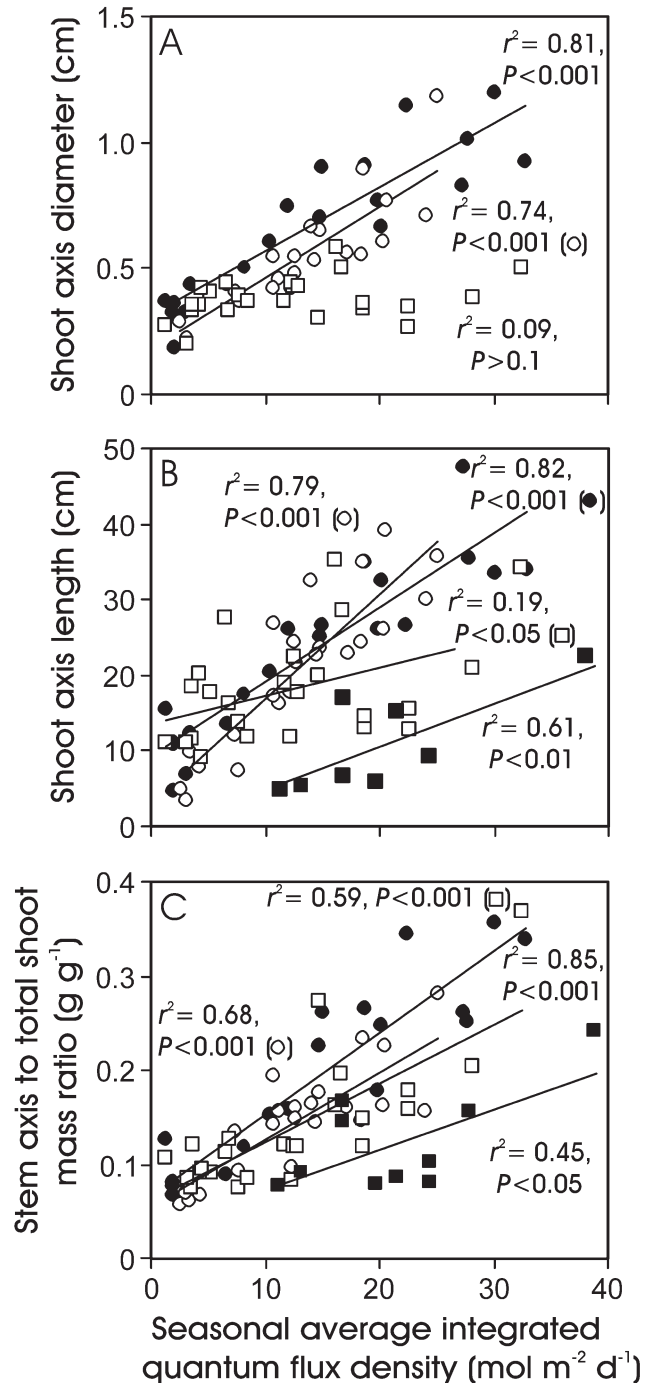 1.5
1.0
0.5
0
Shoot axis diameter (cm)
A
r² = 0.81,
P<0.001
r² = 0.74,
P<0.001 (○)
r² = 0.09,
P>0.1
50
40
30
20
10
0
Shoot axis length (cm)
B
r² = 0.79,
P<0.001 (○)
r² = 0.82,
P<0.001 (●)
r² = 0.19,
P<0.05 (□)
r² = 0.61,
P<0.01
0.4
0.3
0.2
0.1
0
Stem axis to total shoot
mass ratio (g g⁻¹)
C
r² = 0.59, P<0.001 (□)
r² = 0.85,
P<0.001
r² = 0.68,
P<0.001 (○)
r² = 0.45,
P<0.05
0 10 20 30 40
Seasonal average integrated
quantum flux density (mol m⁻² d⁻¹)